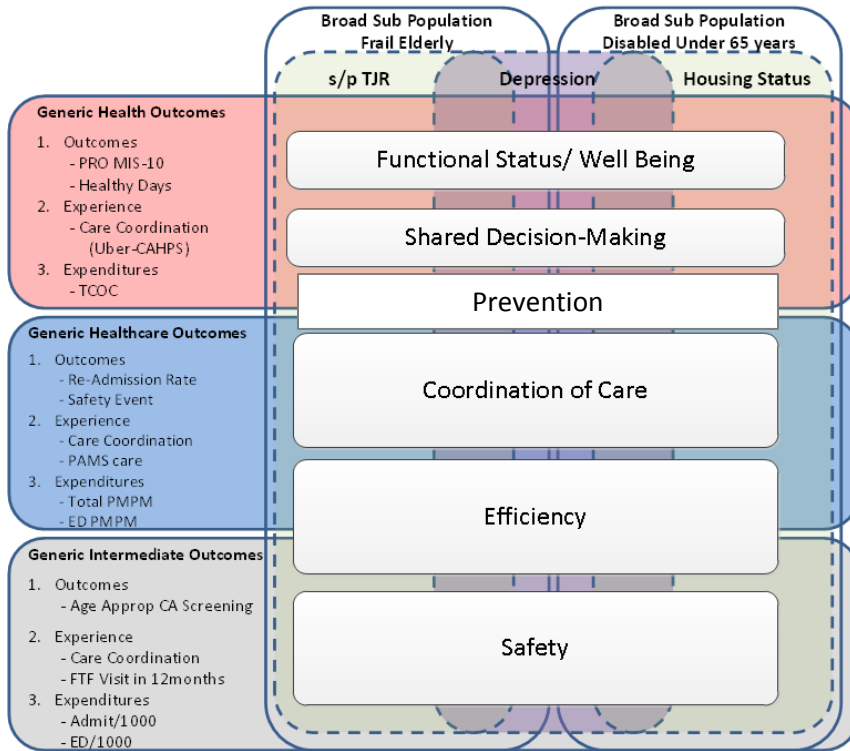 Broad Sub Population
Frail Elderly
Broad Sub Population
Disabled Under 65 years
s/p TJR
Depression
Housing Status
Generic Health Outcomes
1. Outcomes
- PRO MIS-10
- Healthy Days
2. Experience
- Care Coordination
(Uber-CAHPS)
3. Expenditures
- TCOC
Functional Status/ Well Being
Shared Decision-Making
Prevention
Generic Healthcare Outcomes
1. Outcomes
- Re-Admission Rate
- Safety Event
2. Experience
- Care Coordination
- PAMS care
3. Expenditures
- Total PMPM
- ED PMPM
Coordination of Care
Efficiency
Generic Intermediate Outcomes
1. Outcomes
- Age Approp CA Screening
2. Experience
- Care Coordination
- FTF Visit in 12months
3. Expenditures
- Admit/1000
- ED/1000
Safety